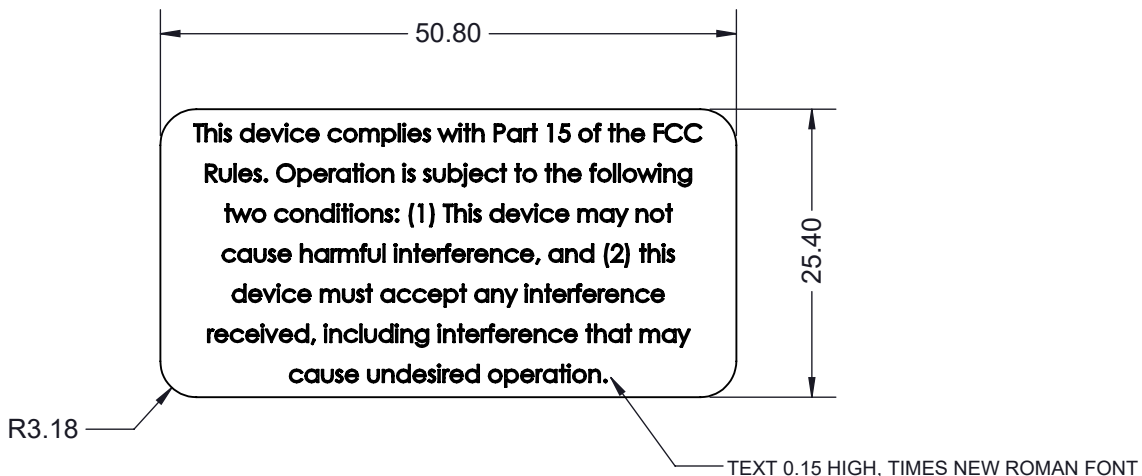 50.80
This device complies with Part 15 of the FCC
Rules. Operation is subject to the following
two conditions: (1) This device may not
cause harmful interference, and (2) this
device must accept any interference
received, including interference that may
cause undesired operation.
25.40
R3.18
TEXT 0.15 HIGH, TIMES NEW ROMAN FONT